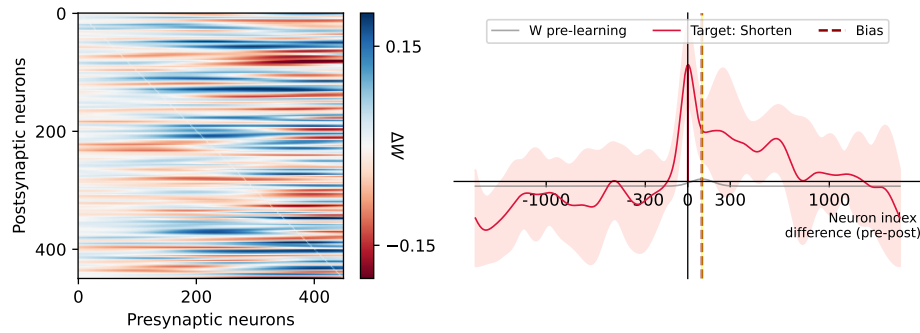 0
200
400
Postsynaptic neurons
0
200
400
Presynaptic neurons
0.15
−0.15
ΔW
W pre-learning
Target: Shorten
Bias
-1000
-300
0
300
1000
Neuron index
difference (pre-post)